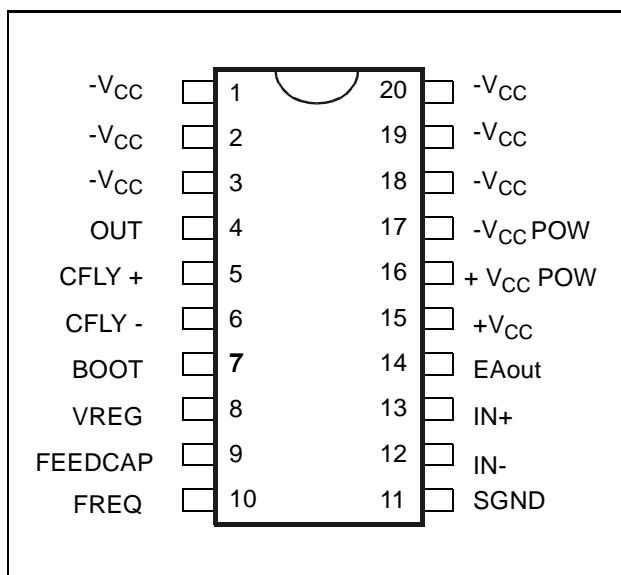 -VCC 1 20 -VCC
-VCC 2 19 -VCC
-VCC 3 18 -VCC
OUT 4 17 -VCC POW
CFLY + 5 16 + VCC POW
CFLY - 6 15 +VCC
BOOT 7 14 EAout
VREG 8 13 IN+
FEEDCAP 9 12 IN-
FREQ 10 11 SGND